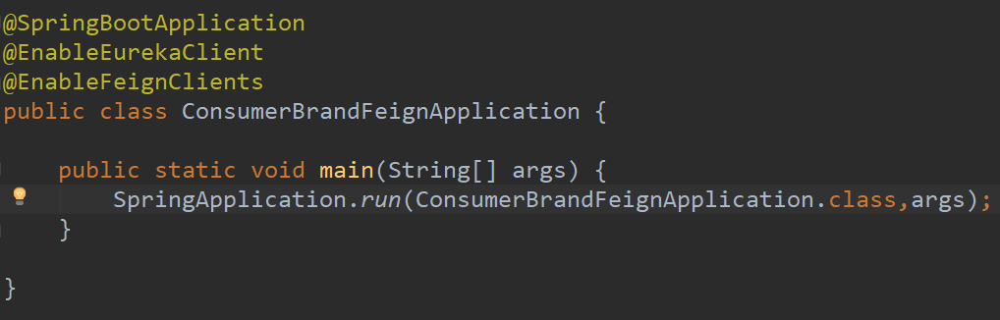 @SpringBootApplication
@EnableEurekaClient
@EnableFeignClients
public class ConsumerBrandFeignApplication {
    public static void main(String[] args) {
        SpringApplication.run(ConsumerBrandFeignApplication.class,args);
    }
}